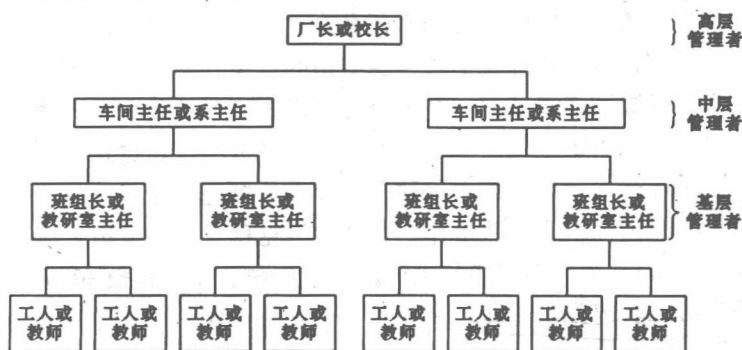 厂长或校长
高层
管理者
车间主任或系主任
车间主任或系主任
中层
管理者
班组长或
教研室主任
班组长或
教研室主任
班组长或
教研室主任
班组长或
教研室主任
基层
管理者
工人或
教师
工人或
教师
工人或
教师
工人或
教师
工人或
教师
工人或
教师
工人或
教师
工人或
教师